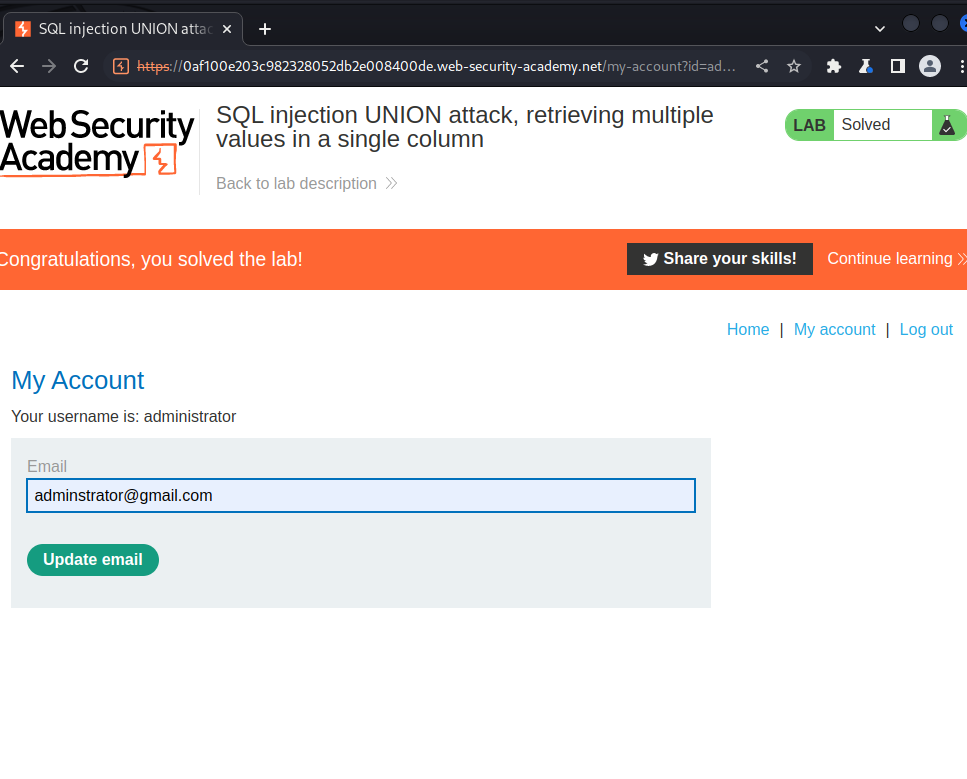 SQL injection UNION attac
https://0af100e203c982328052db2e008400de.web-security-academy.net/my-account?id=ad...
WebSecurity
Academy
SQL injection UNION attack, retrieving multiple
values in a single column
Back to lab description
LAB Solved
Congratulations, you solved the lab!
Share your skills!
Continue learning
Home | My account | Log out
My Account
Your username is: administrator
Email
adminstrator@gmail.com
Update email